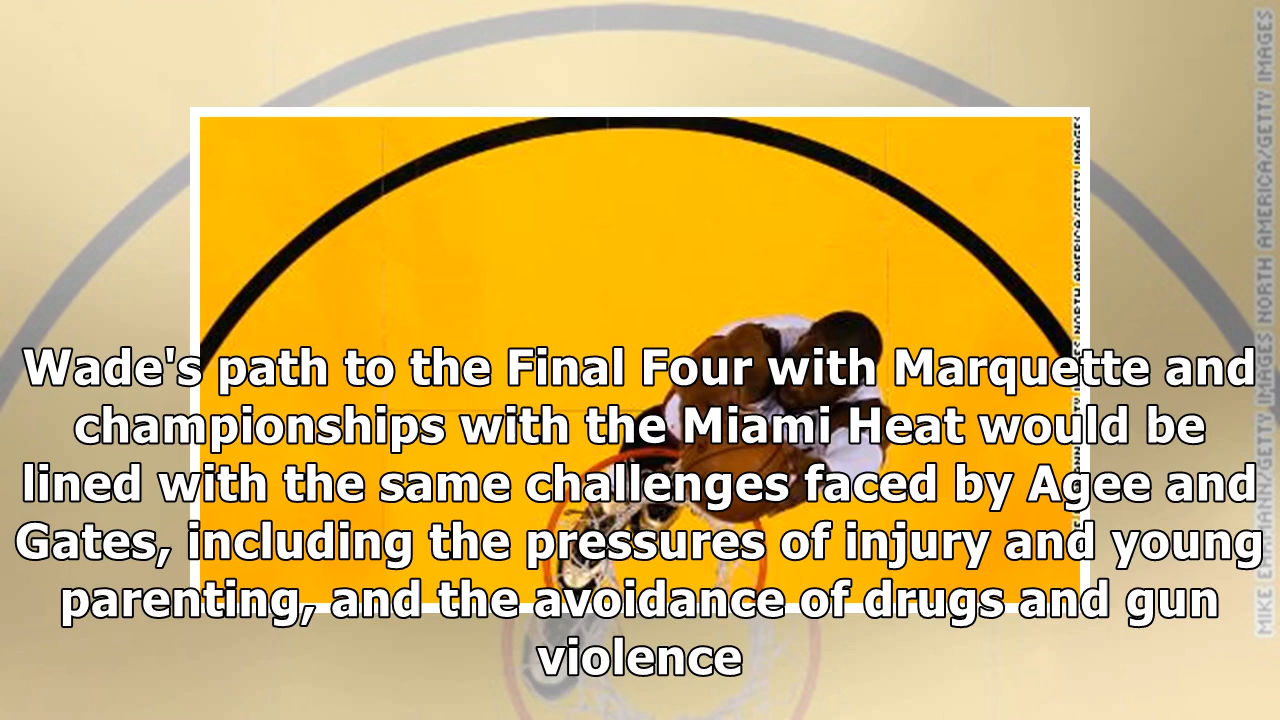 Wade's path to the Final Four with Marquette and
championships with the Miami Heat would be
lined with the same challenges faced by Agee and
Gates, including the pressures of injury and young
parenting, and the avoidance of drugs and gun
violence
MIKE EHRMANN/GETTY IMAGES NORTH AMERICA/GETTY IMAGES